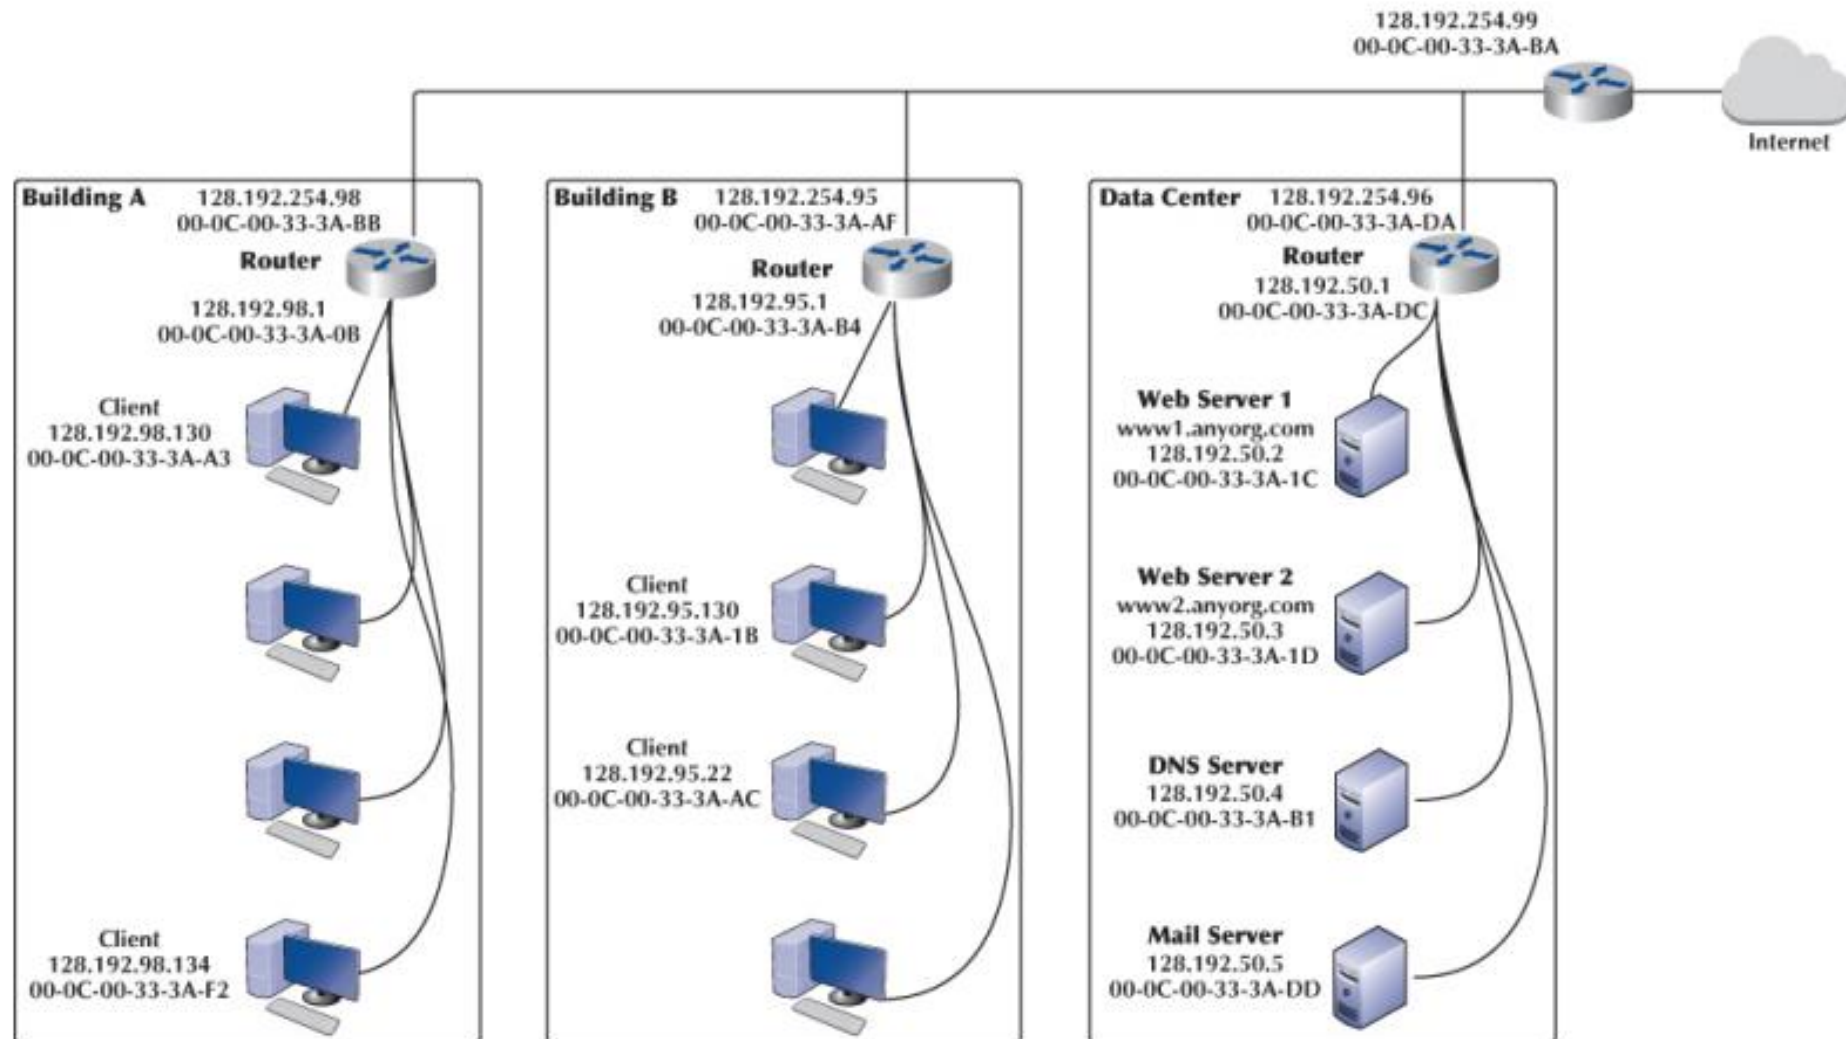 128.192.254.99
00-0C-00-33-3A-BA
Internet
Building A
128.192.254.98
00-0C-00-33-3A-BB
Router
128.192.98.1
00-0C-00-33-3A-0B
Client
128.192.98.130
00-0C-00-33-3A-A3
Client
128.192.98.134
00-0C-00-33-3A-F2
Building B
128.192.254.95
00-0C-00-33-3A-AF
Router
128.192.95.1
00-0C-00-33-3A-B4
Client
128.192.95.130
00-0C-00-33-3A-1B
Client
128.192.95.22
00-0C-00-33-3A-AC
Data Center
128.192.254.96
00-0C-00-33-3A-DA
Router
128.192.50.1
00-0C-00-33-3A-DC
Web Server 1
www1.anyorg.com
128.192.50.2
00-0C-00-33-3A-1C
Web Server 2
www2.anyorg.com
128.192.50.3
00-0C-00-33-3A-1D
DNS Server
128.192.50.4
00-0C-00-33-3A-B1
Mail Server
128.192.50.5
00-0C-00-33-3A-DD